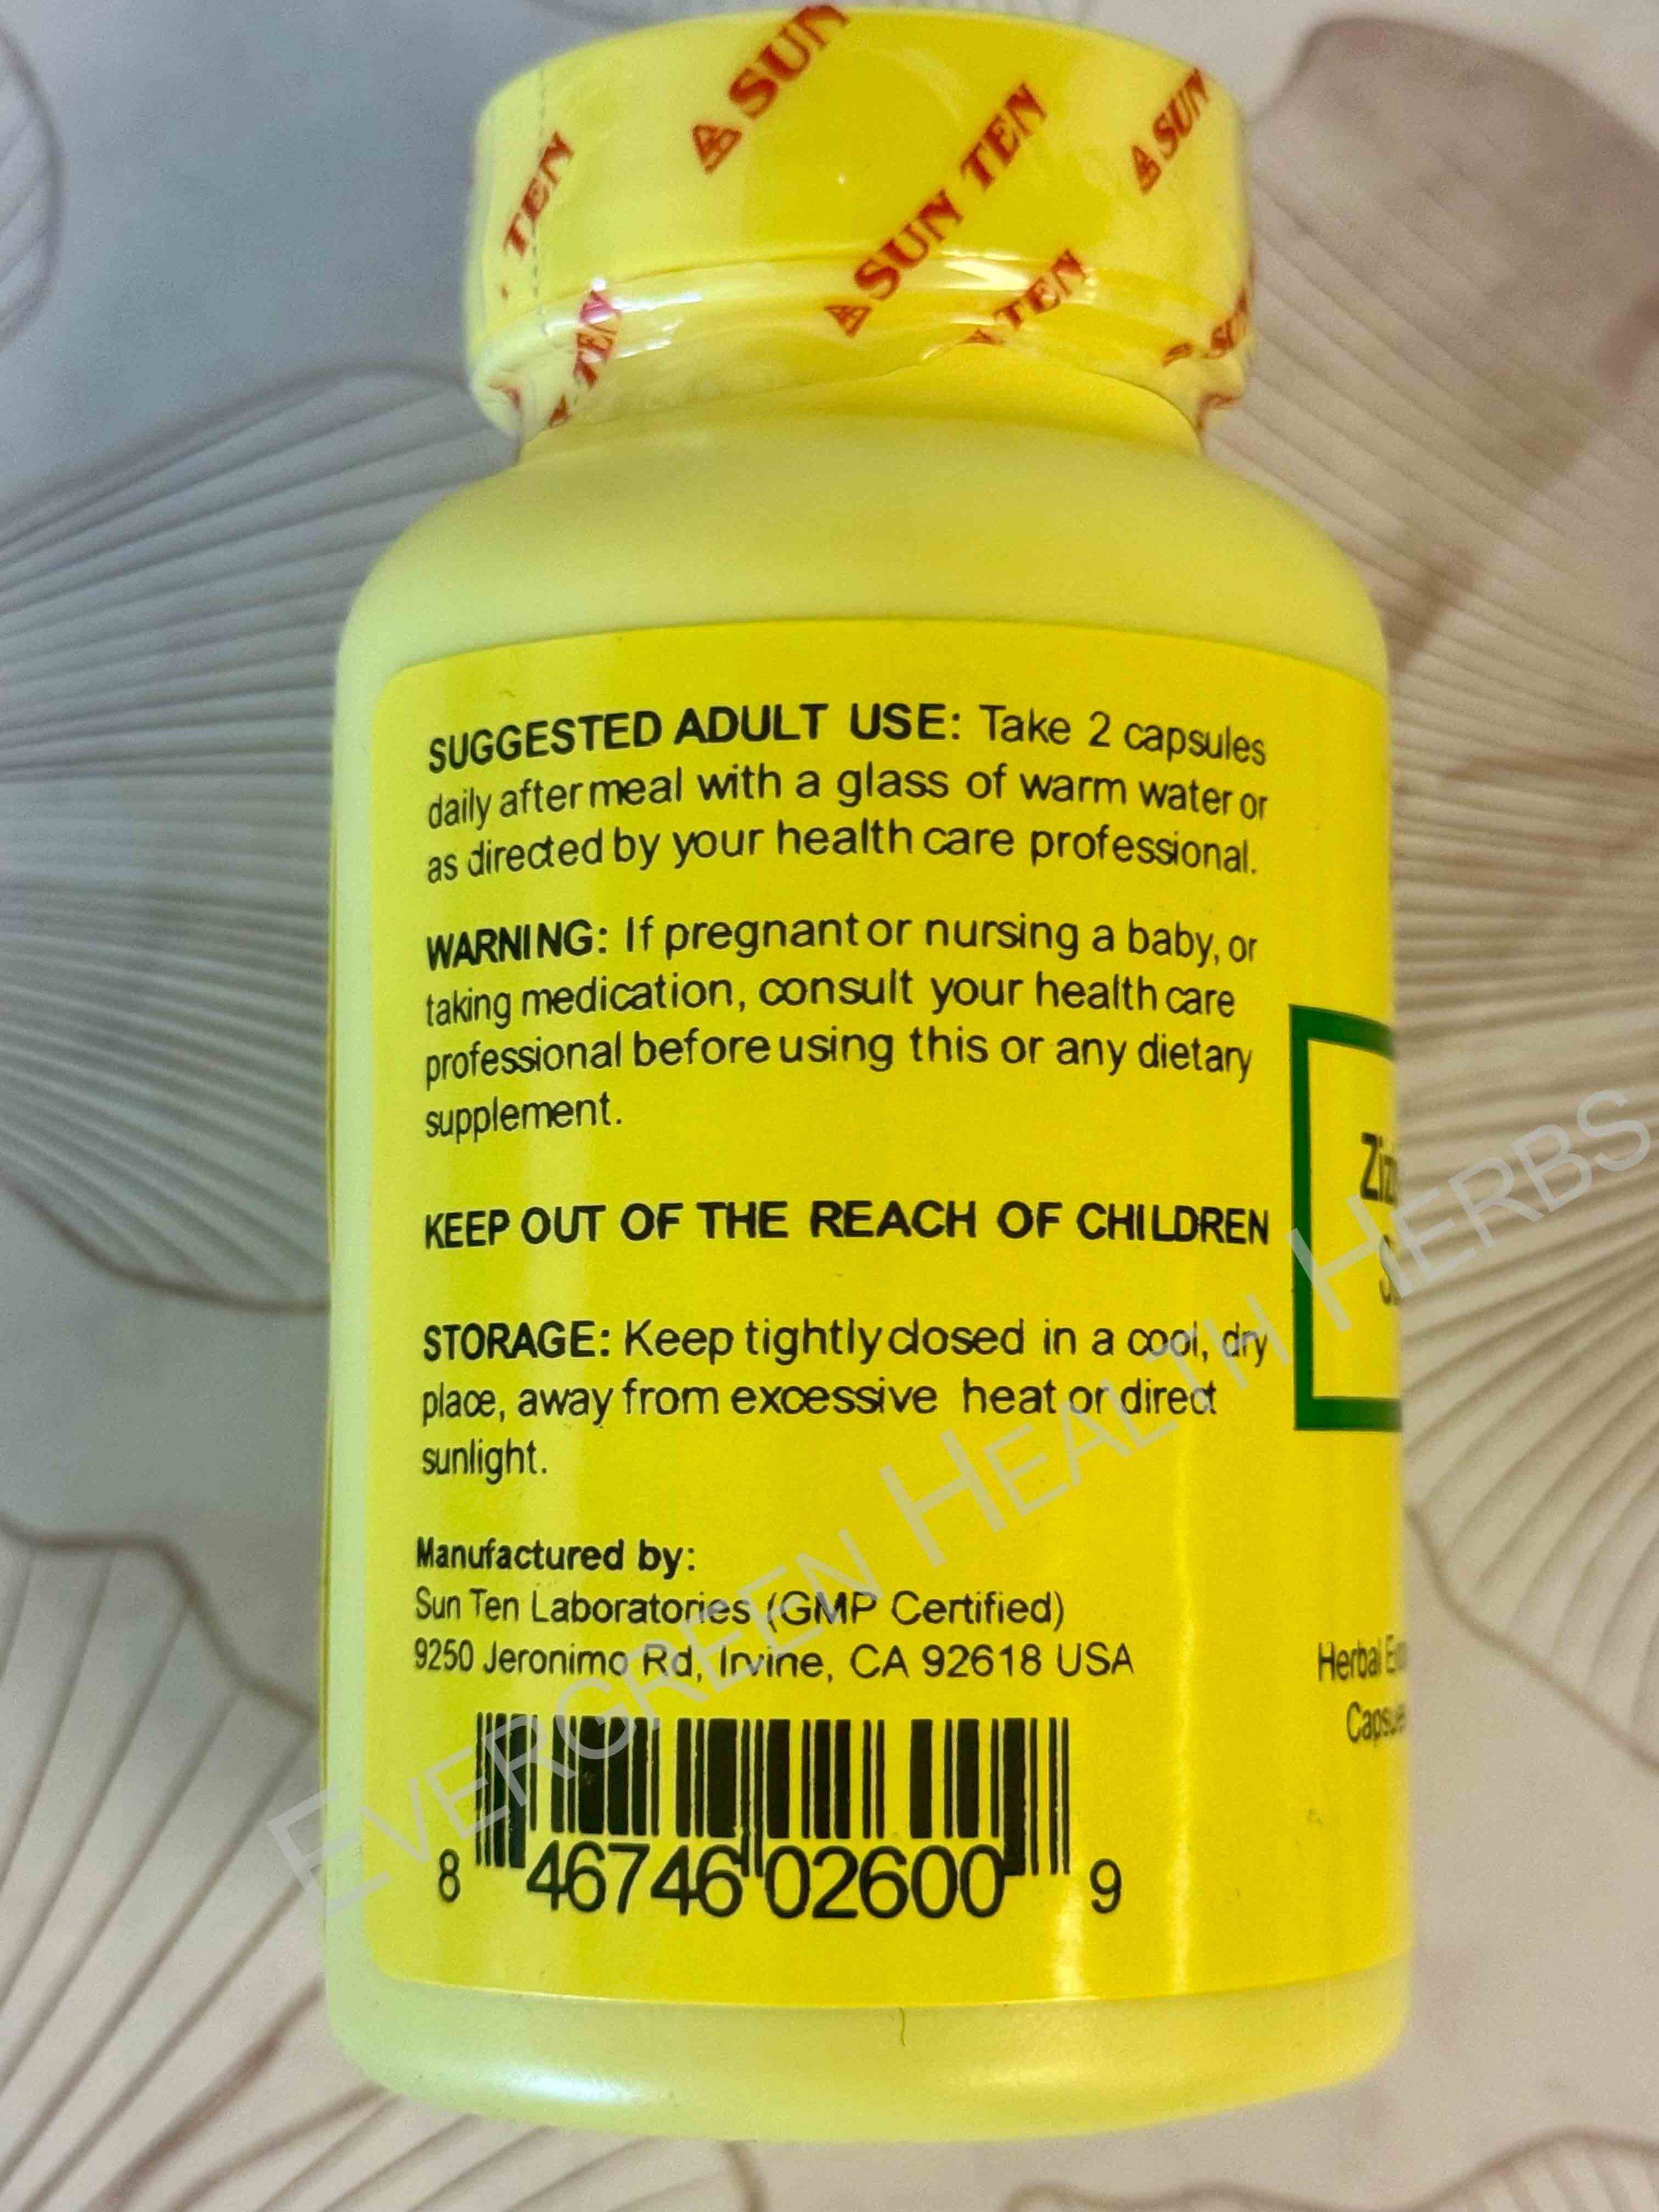 SUN
TEN
SUN TEN
SUN
TEN
TEN
SUGGESTED ADULT USE: Take 2 capsules
daily after meal with a glass of warm water or
as directed by your health care professional.
WARNING: If pregnant or nursing a baby, or
taking medication, consult your health care
professional before using this or any dietary
supplement.
KEEP OUT OF THE REACH OF CHILDREN
STORAGE: Keep tightly closed in a cool, dry
place, away from excessive heat or direct
sunlight.
Manufactured by:
Sun Ten Laboratories (GMP Certified)
9250 Jeronimo Rd, Irvine, CA 92618 USA
8 46746 02600 9
Herbal
EVERGREEN HEALTH HERBS